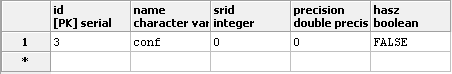 id name srid precision hasz
[PK] serial character var integer double precis boolean
1 3 conf 0 0 FALSE
*